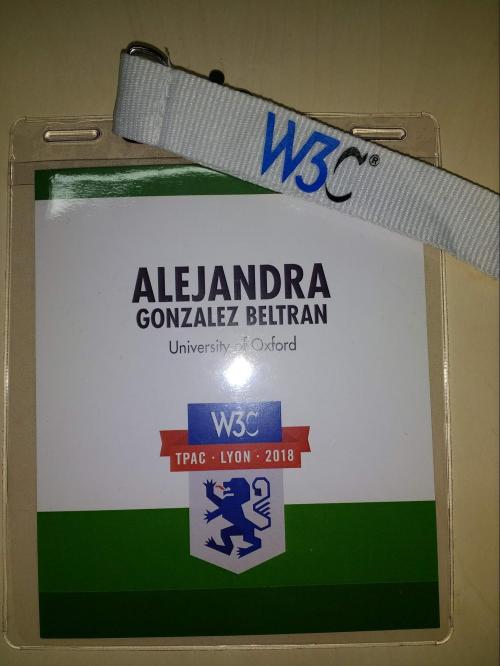 W3C®
ALEJANDRA
GONZALEZ BELTRAN
University of Oxford
W3C
TPAC · LYON · 2018